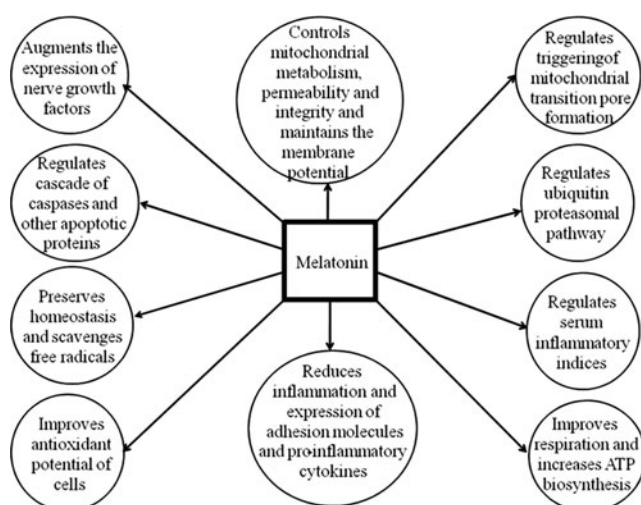 Augments the
expression of
nerve growth
factors
Controls
mitochondrial
metabolism,
permeability and
integrity and
maintains the
membrane
potential
Regulates
triggeringof
mitochondrial
transition pore
formation
Regulates
cascade of
caspases and
other apoptotic
proteins
Regulates
ubiquitin
proteasomal
pathway
Melatonin
Preserves
homeostasis
and scavenges
free radicals
Regulates
serum
inflammatory
indices
Improves
antioxidant
potential of
cells
Reduces
inflammation and
expression of
adhesion molecules
and pro-inflammatory
cytokines
Improves
respiration and
increases ATP
biosynthesis